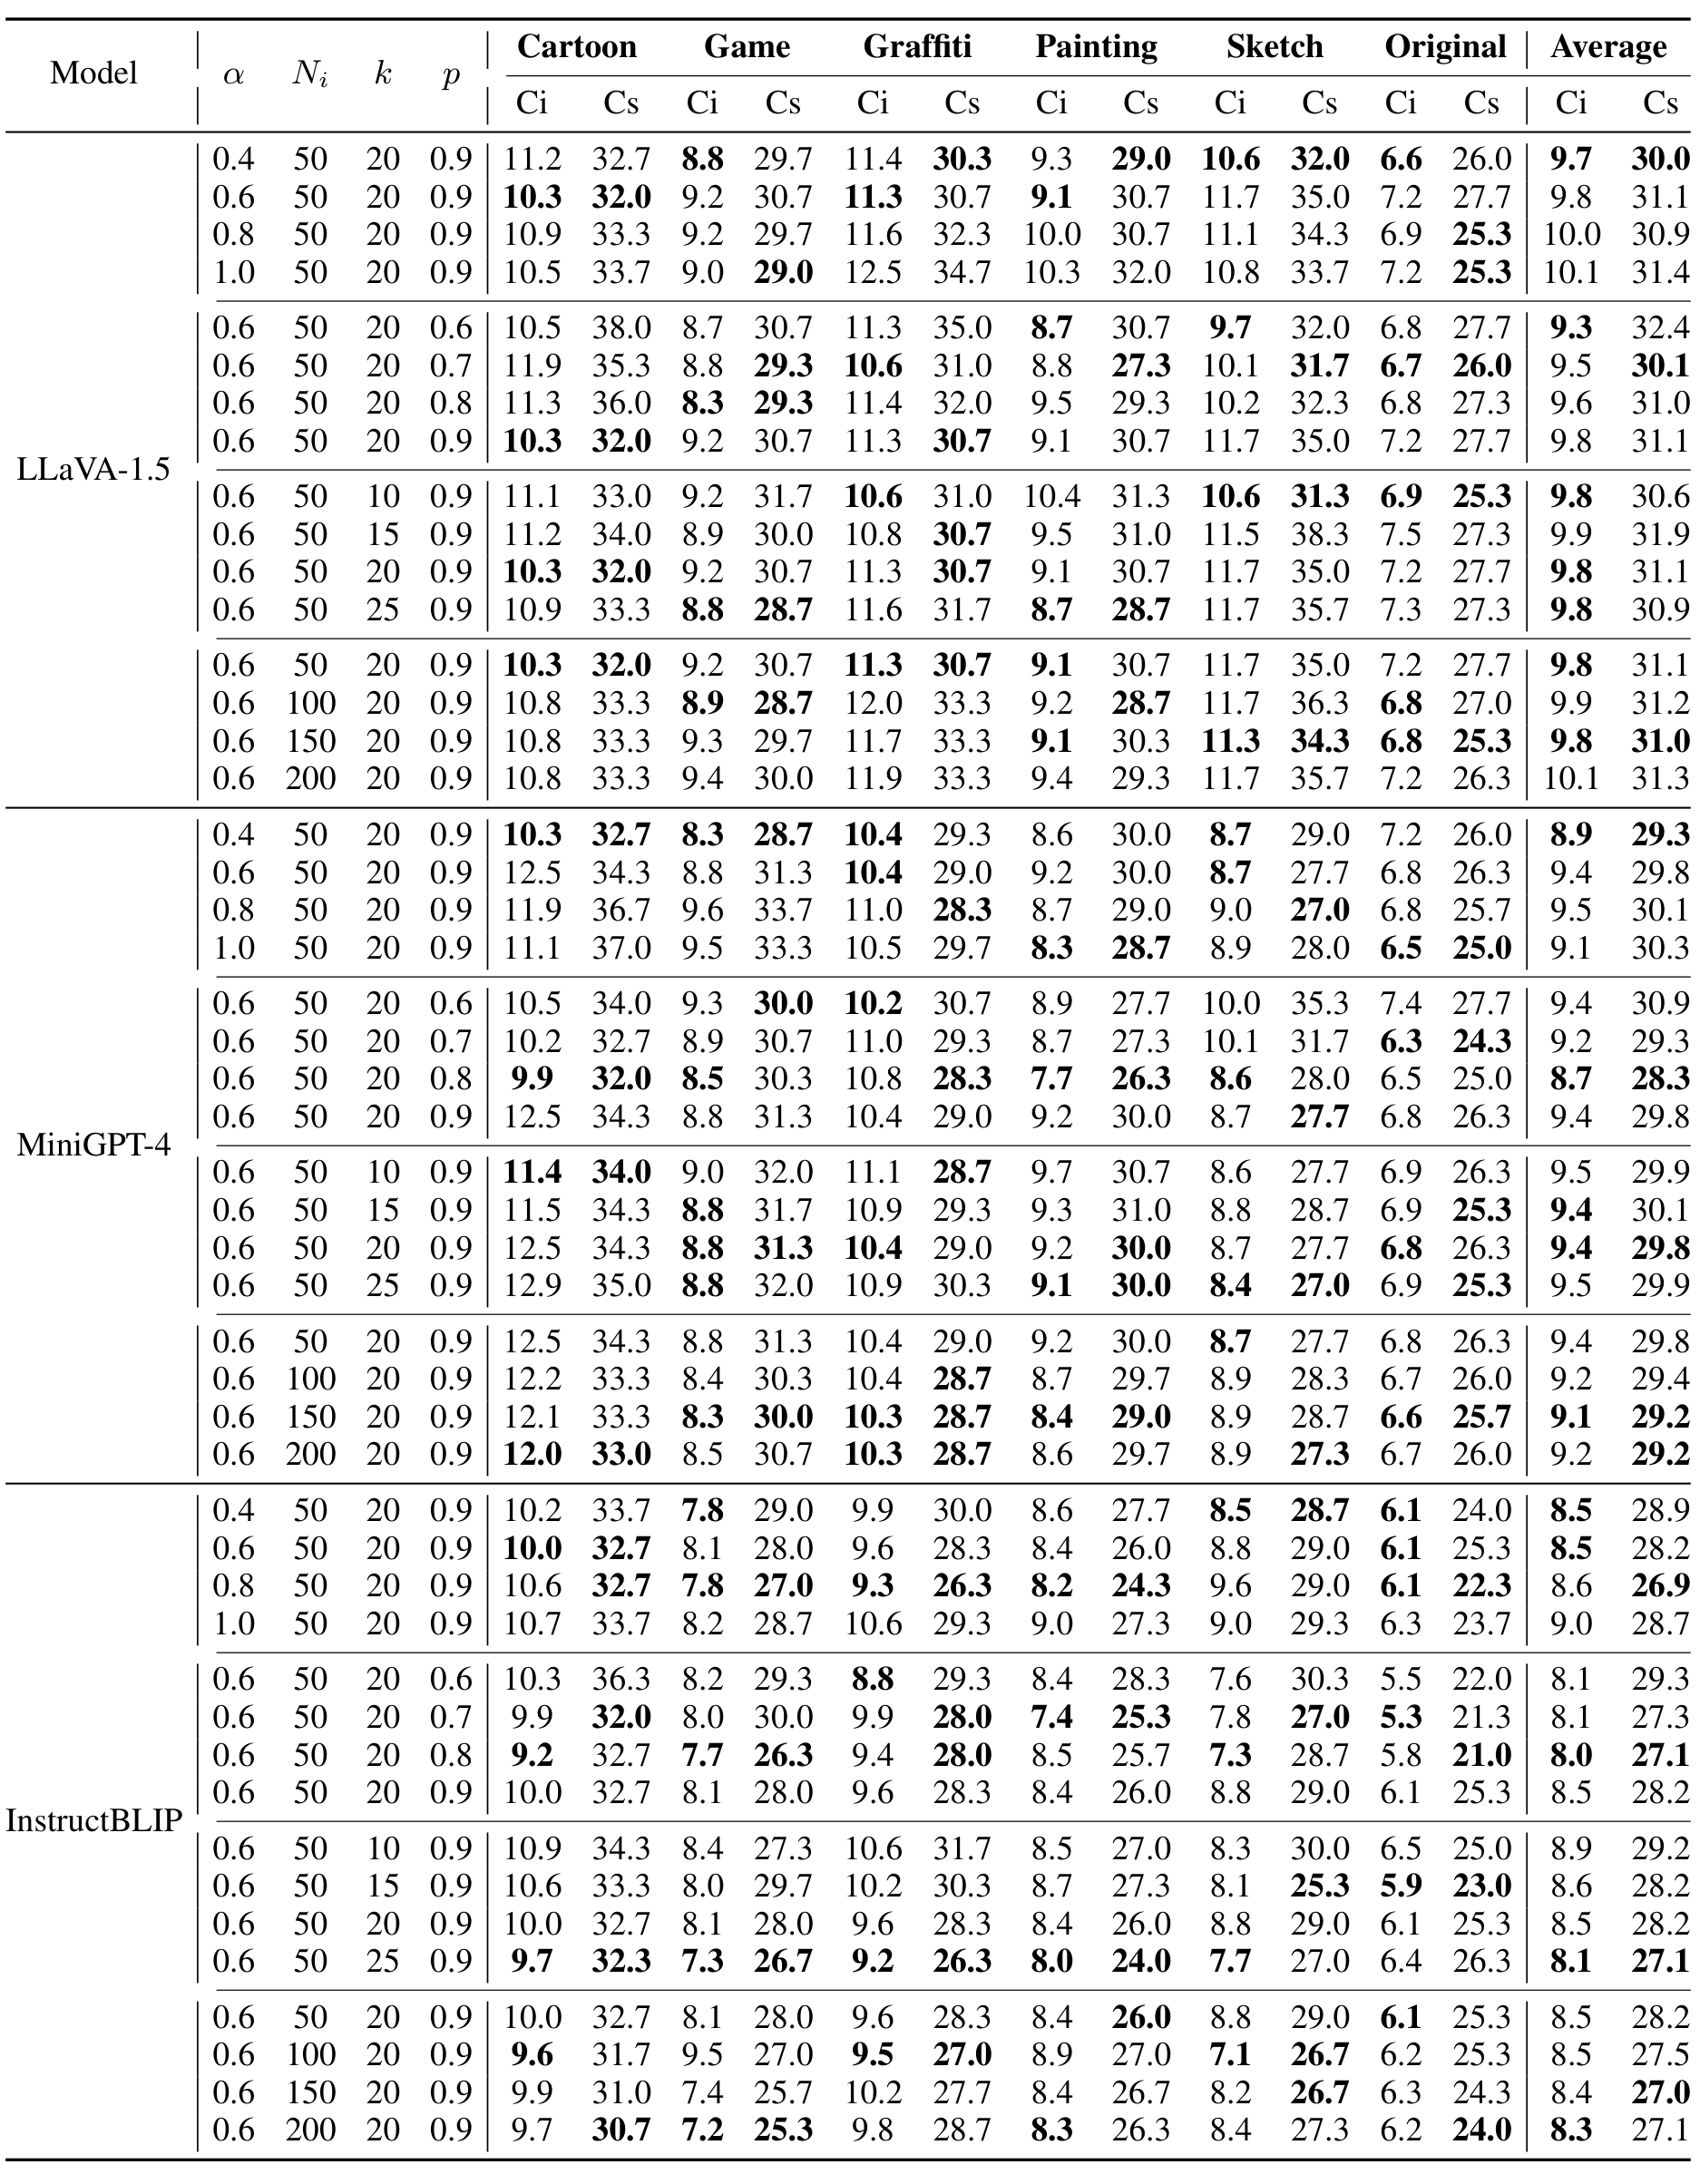 Model α N_i k p Cartoon Game Graffiti Painting Sketch Original Average
Ci Cs Ci Cs Ci Cs Ci Cs Ci Cs Ci Cs Ci Cs
LLaVA-1.5
0.4 50 20 0.9 11.2 32.7 8.8 29.7 11.4 30.3 9.3 29.0 10.6 32.0 6.6 26.0 9.7 30.0
0.6 50 20 0.9 10.3 32.0 9.2 30.7 11.3 30.7 9.1 30.7 11.7 35.0 7.2 27.7 9.8 31.1
0.8 50 20 0.9 10.9 33.3 9.2 29.7 11.6 32.3 10.0 30.7 11.1 34.3 6.9 25.3 10.0 30.9
1.0 50 20 0.9 10.5 33.7 9.0 29.0 12.5 34.7 10.3 32.0 10.8 33.7 7.2 25.3 10.1 31.4
0.6 50 20 0.6 10.5 38.0 8.7 30.7 11.3 35.0 8.7 30.7 9.7 32.0 6.8 27.7 9.3 32.4
0.6 50 20 0.7 11.9 35.3 8.8 29.3 10.6 31.0 8.8 27.3 10.1 31.7 6.7 26.0 9.5 30.1
0.6 50 20 0.8 11.3 36.0 8.3 29.3 11.4 32.0 9.5 29.3 10.2 32.3 6.8 27.3 9.6 31.0
0.6 50 20 0.9 10.3 32.0 9.2 30.7 11.3 30.7 9.1 30.7 11.7 35.0 7.2 27.7 9.8 31.1
0.6 50 10 0.9 11.1 33.0 9.2 31.7 10.6 31.0 10.4 31.3 10.6 31.3 6.9 25.3 9.8 30.6
0.6 50 15 0.9 11.2 34.0 8.9 30.0 10.8 30.7 9.5 31.0 11.5 38.3 7.5 27.3 9.9 31.9
0.6 50 20 0.9 10.3 32.0 9.2 30.7 11.3 30.7 9.1 30.7 11.7 35.0 7.2 27.7 9.8 31.1
0.6 50 25 0.9 10.9 33.3 8.8 28.7 11.6 31.7 8.7 28.7 11.7 35.7 7.3 27.3 9.8 30.9
0.6 50 20 0.9 10.3 32.0 9.2 30.7 11.3 30.7 9.1 30.7 11.7 35.0 7.2 27.7 9.8 31.1
0.6 100 20 0.9 10.8 33.3 8.9 28.7 12.0 33.3 9.2 28.7 11.7 36.3 6.8 27.0 9.9 31.2
0.6 150 20 0.9 10.8 33.3 9.3 29.7 11.7 33.3 9.1 30.3 11.3 34.3 6.8 25.3 9.8 31.0
0.6 200 20 0.9 10.8 33.3 9.4 30.0 11.9 33.3 9.4 29.3 11.7 35.7 7.2 26.3 10.1 31.3
MiniGPT-4
0.4 50 20 0.9 10.3 32.7 8.3 28.7 10.4 29.3 8.6 30.0 8.7 29.0 7.2 26.0 8.9 29.3
0.6 50 20 0.9 12.5 34.3 8.8 31.3 10.4 29.0 9.2 30.0 8.7 27.7 6.8 26.3 9.4 29.8
0.8 50 20 0.9 11.9 36.7 9.6 33.7 11.0 28.3 8.7 29.0 9.0 27.0 6.8 25.7 9.5 30.1
1.0 50 20 0.9 11.1 37.0 9.5 33.3 10.5 29.7 8.3 28.7 8.9 28.0 6.5 25.0 9.1 30.3
0.6 50 20 0.6 10.5 34.0 9.3 30.0 10.2 30.7 8.9 27.7 10.0 35.3 7.4 27.7 9.4 30.9
0.6 50 20 0.7 10.2 32.7 8.9 30.7 11.0 29.3 8.7 27.3 10.1 31.7 6.3 24.3 9.2 29.3
0.6 50 20 0.8 9.9 32.0 8.5 30.3 10.8 28.3 7.7 26.3 8.6 28.0 6.5 25.0 8.7 28.3
0.6 50 20 0.9 12.5 34.3 8.8 31.3 10.4 29.0 9.2 30.0 8.7 27.7 6.8 26.3 9.4 29.8
0.6 50 10 0.9 11.4 34.0 9.0 32.0 11.1 28.7 9.7 30.7 8.6 27.7 6.9 26.3 9.5 29.9
0.6 50 15 0.9 11.5 34.3 8.8 31.7 10.9 29.3 9.3 31.0 8.8 28.7 6.9 25.3 9.4 30.1
0.6 50 20 0.9 12.5 34.3 8.8 31.3 10.4 29.0 9.2 30.0 8.7 27.7 6.8 26.3 9.4 29.8
0.6 50 25 0.9 12.9 35.0 8.8 32.0 10.9 30.3 9.1 30.0 8.4 27.0 6.9 25.3 9.5 29.9
0.6 50 20 0.9 12.5 34.3 8.8 31.3 10.4 29.0 9.2 30.0 8.7 27.7 6.8 26.3 9.4 29.8
0.6 100 20 0.9 12.2 33.3 8.4 30.3 10.4 28.7 8.7 29.7 8.9 28.3 6.7 26.0 9.2 29.4
0.6 150 20 0.9 12.1 33.3 8.3 30.0 10.3 28.7 8.4 29.0 8.9 28.7 6.6 25.7 9.1 29.2
0.6 200 20 0.9 12.0 33.0 8.5 30.7 10.3 28.7 8.6 29.7 8.9 27.3 6.7 26.0 9.2 29.2
InstructBLIP
0.4 50 20 0.9 10.2 33.7 7.8 29.0 9.9 30.0 8.6 27.7 8.5 28.7 6.1 24.0 8.5 28.9
0.6 50 20 0.9 10.0 32.7 8.1 28.0 9.6 28.3 8.4 26.0 8.8 29.0 6.1 25.3 8.5 28.2
0.8 50 20 0.9 10.6 32.7 7.8 27.0 9.3 26.3 8.2 24.3 9.6 29.0 6.1 22.3 8.6 26.9
1.0 50 20 0.9 10.7 33.7 8.2 28.7 10.6 29.3 9.0 27.3 9.0 29.3 6.3 23.7 9.0 28.7
0.6 50 20 0.6 10.3 36.3 8.2 29.3 8.8 29.3 8.4 28.3 7.6 30.3 5.5 22.0 8.1 29.3
0.6 50 20 0.7 9.9 32.0 8.0 30.0 9.9 28.0 7.4 25.3 7.8 27.0 5.3 21.3 8.1 27.3
0.6 50 20 0.8 9.2 32.7 7.7 26.3 9.4 28.0 8.5 25.7 7.3 28.7 5.8 21.0 8.0 27.1
0.6 50 20 0.9 10.0 32.7 8.1 28.0 9.6 28.3 8.4 26.0 8.8 29.0 6.1 25.3 8.5 28.2
0.6 50 10 0.9 10.9 34.3 8.4 27.3 10.6 31.7 8.5 27.0 8.3 30.0 6.5 25.0 8.9 29.2
0.6 50 15 0.9 10.6 33.3 8.0 29.7 10.2 30.3 8.7 27.3 8.1 25.3 5.9 23.0 8.6 28.2
0.6 50 20 0.9 10.0 32.7 8.1 28.0 9.6 28.3 8.4 26.0 8.8 29.0 6.1 25.3 8.5 28.2
0.6 50 25 0.9 9.7 32.3 7.3 26.7 9.2 26.3 8.0 24.0 7.7 27.0 6.4 26.3 8.1 27.1
0.6 50 20 0.9 10.0 32.7 8.1 28.0 9.6 28.3 8.4 26.0 8.8 29.0 6.1 25.3 8.5 28.2
0.6 100 20 0.9 9.6 31.7 9.5 27.0 9.5 27.0 8.9 27.0 7.1 26.7 6.2 25.3 8.5 27.5
0.6 150 20 0.9 9.9 31.0 7.4 25.7 10.2 27.7 8.4 26.7 8.2 26.7 6.3 24.3 8.4 27.0
0.6 200 20 0.9 9.7 30.7 7.2 25.3 9.8 28.7 8.3 26.3 8.4 27.3 6.2 24.0 8.3 27.1